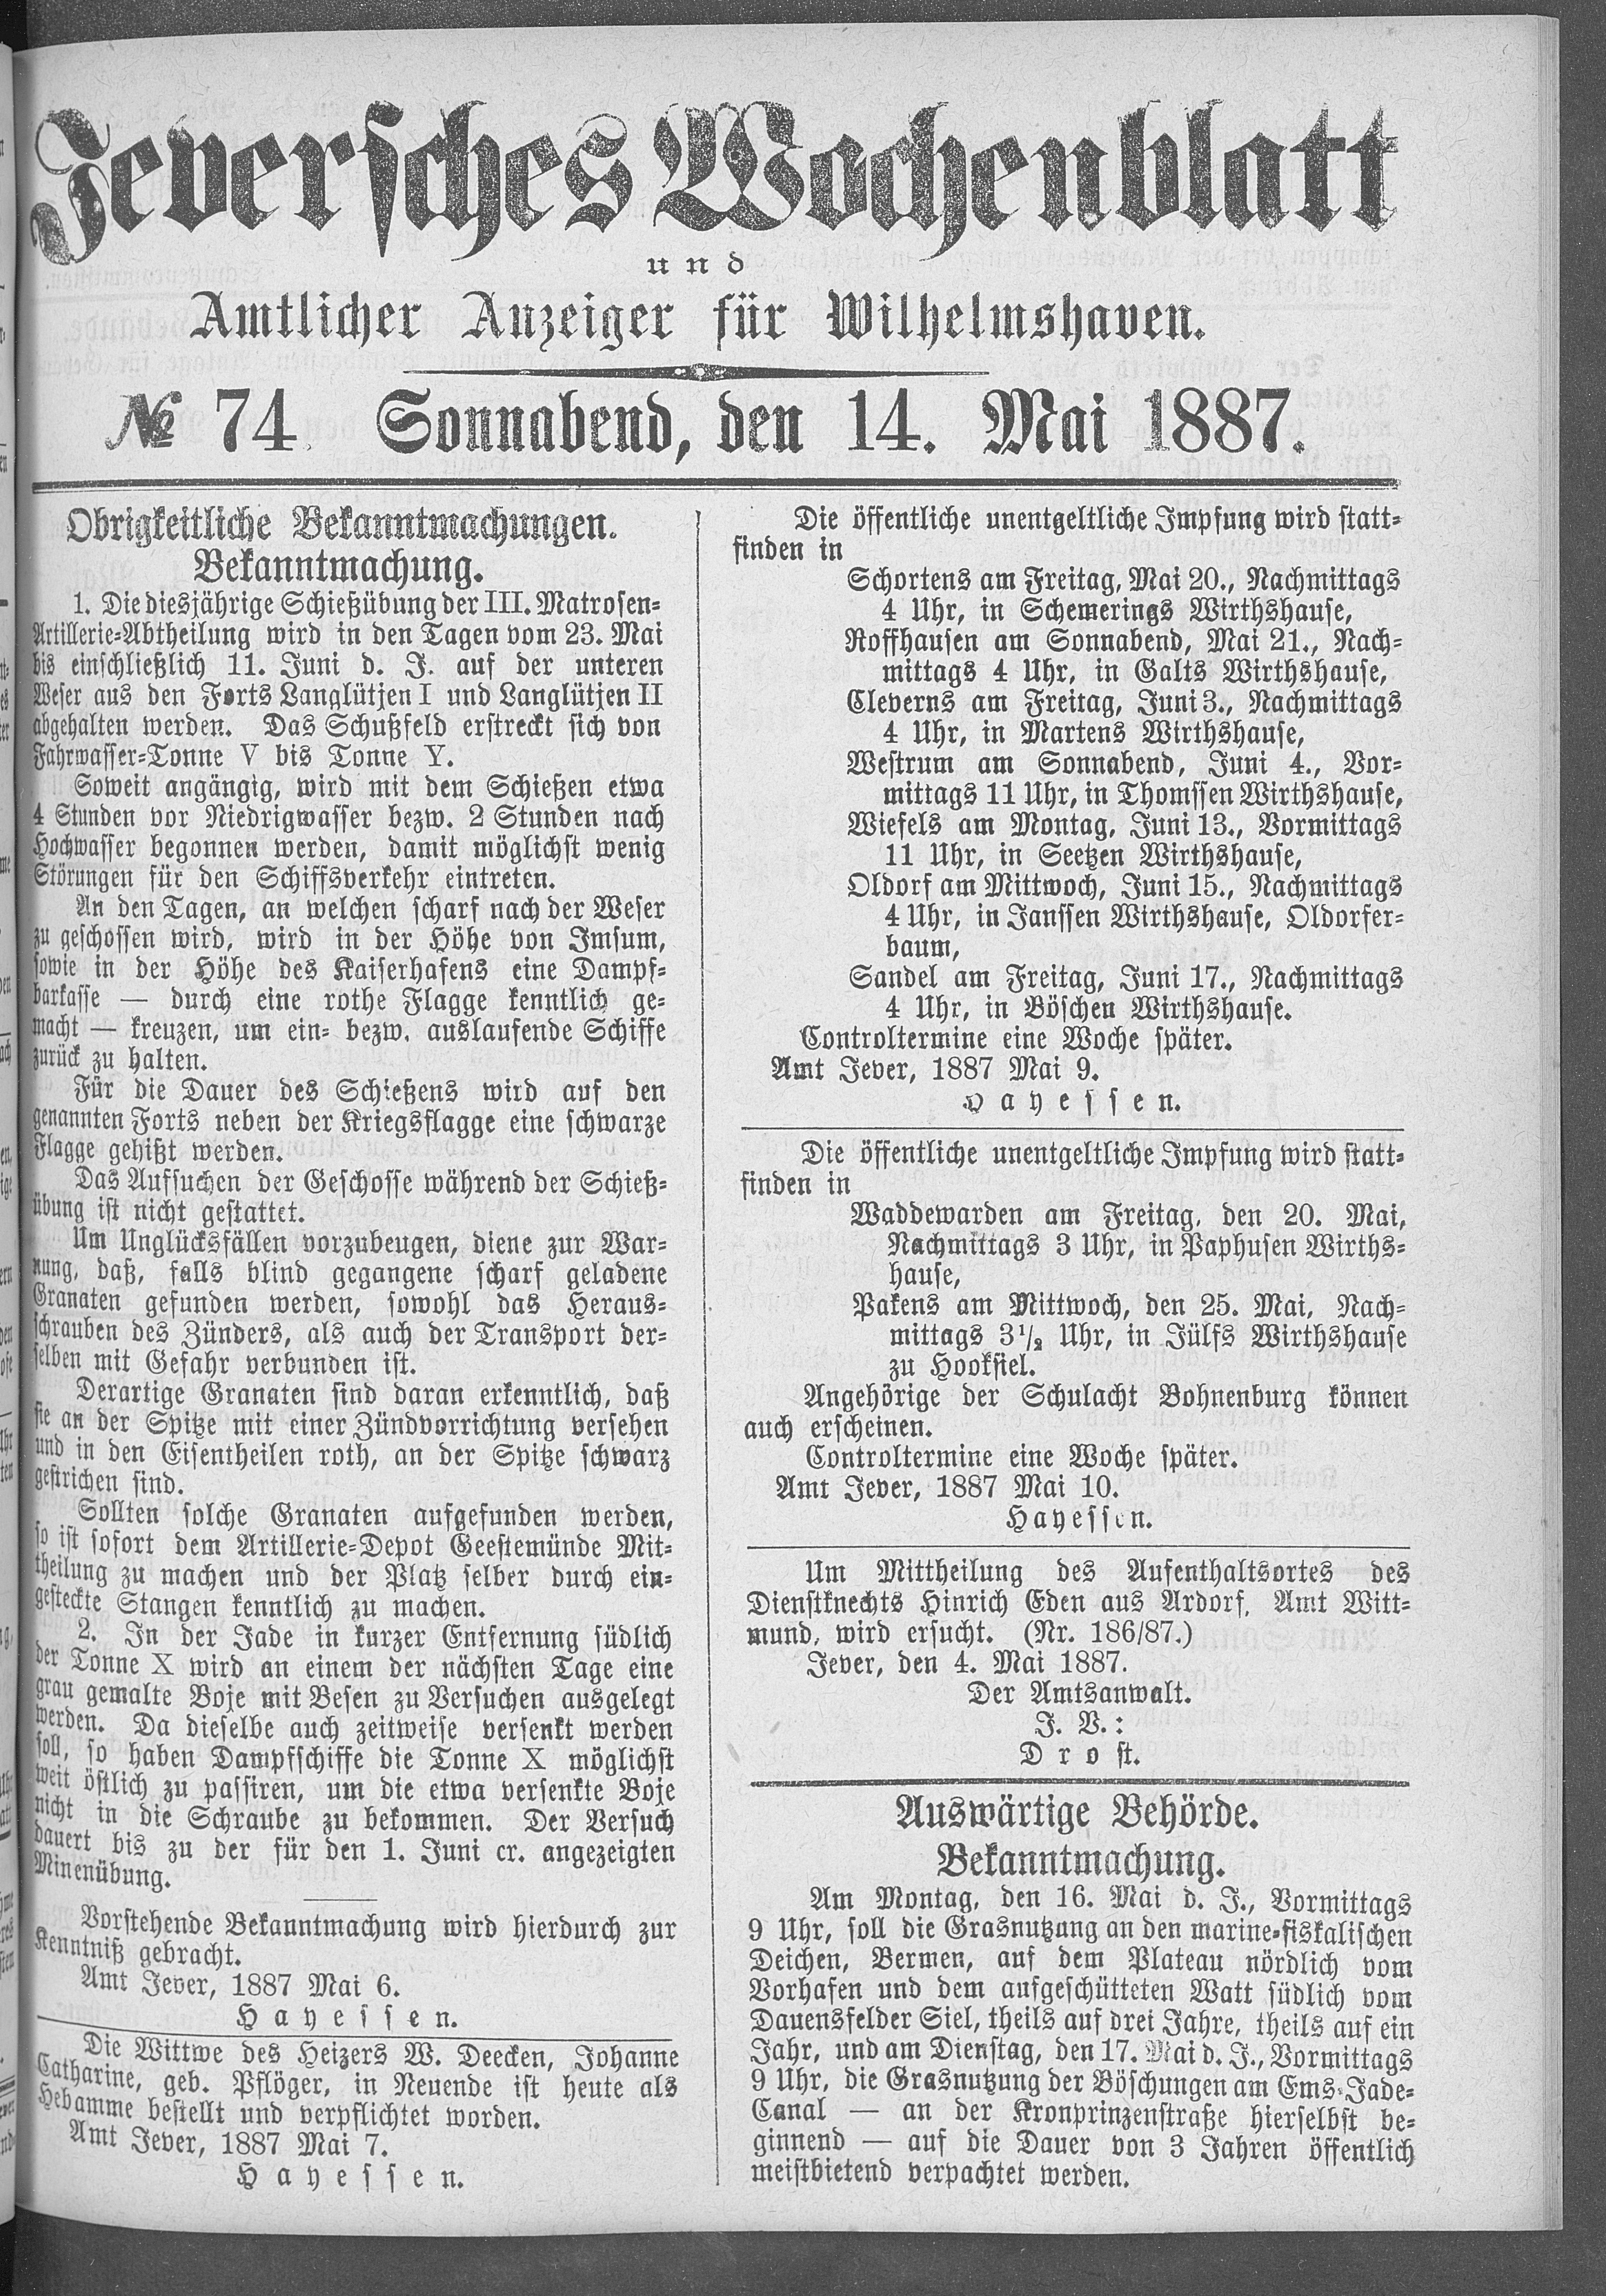 Jeversches Wochenblatt
und
Amtlicher Anzeiger für Wilhelmshaven.
№ 74. Sonnabend, den 14. Mai 1887.
Obrigkeitliche Bekanntmachungen.
Bekanntmachung.
1. Die diesjährige Schießübung der III. Matrosen-
Artillerie-Abtheilung wird in den Tagen vom 23. Mai
bis einschließlich 11. Juni d. J. auf der unteren
Weser aus den Forts Langlütjen I und Langlütjen II
abgehalten werden. Das Schußfeld erstreckt sich von
Fahrwasser-Tonne V bis Tonne Y.
Soweit angängig, wird mit dem Schießen etwa
4 Stunden vor Niedrigwasser bezw. 2 Stunden nach
Hochwasser begonnen werden, damit möglichst wenig
Störungen für den Schiffsverkehr eintreten.
An den Tagen, an welchen scharf nach der Weser
zu geschossen wird, wird in der Höhe von Imsum,
sowie in der Höhe des Kaiserhafens eine Dampf-
barkasse — durch eine rothe Flagge kenntlich ge-
macht — kreuzen, um ein- bezw. auslaufende Schiffe
zurück zu halten.
Für die Dauer des Schießens wird auf den
genannten Forts neben der Kriegsflagge eine schwarze
Flagge gehißt werden.
Das Aufsuchen der Geschosse während der Schieß-
übung ist nicht gestattet.
Um Unglücksfällen vorzubeugen, diene zur War-
nung, daß, falls blind gegangene scharf geladene
Granaten gefunden werden, sowohl das Heraus-
schrauben des Zünders, als auch der Transport der-
selben mit Gefahr verbunden ist.
Derartige Granaten sind daran erkenntlich, daß
sie an der Spitze mit einer Zündvorrichtung versehen
und in den Eisentheilen roth, an der Spitze schwarz
gestrichen sind.
Sollten solche Granaten aufgefunden werden,
so ist sofort dem Artillerie-Depot Geestemünde Mit-
theilung zu machen und der Platz selber durch ein-
gesteckte Stangen kenntlich zu machen.
2. In der Jade in kurzer Entfernung südlich
der Tonne X wird an einem der nächsten Tage eine
grau gemalte Boje mit Besen zu Versuchen ausgelegt
werden. Da dieselbe auch zeitweise versenkt werden
soll, so haben Dampfschiffe die Tonne X möglichst
weit östlich zu passiren, um die etwa versenkte Boje
nicht in die Schraube zu bekommen. Der Versuch
dauert bis zu der für den 1. Juni cr. angezeigten
Minenübung.
Vorstehende Bekanntmachung wird hierdurch zur
Kenntniß gebracht.
Amt Jever, 1887 Mai 6.
Hayessen.
Die Wittwe des Heizers W. Deecken, Johanne
Catharine, geb. Pflöger, in Neuende ist heute als
Hebamme bestellt und verpflichtet worden.
Amt Jever, 1887 Mai 7.
Hayessen.
Die öffentliche unentgeltliche Impfung wird statt-
finden in
Schortens am Freitag, Mai 20., Nachmittags
4 Uhr, in Schemerings Wirthshause,
Roffhausen am Sonnabend, Mai 21., Nach-
mittags 4 Uhr, in Galts Wirthshause,
Cleverns am Freitag, Juni 3., Nachmittags
4 Uhr, in Martens Wirthshause,
Westrum am Sonnabend, Juni 4., Vor-
mittags 11 Uhr, in Thomssen Wirthshause,
Wiefels am Montag, Juni 13., Vormittags
11 Uhr, in Seetzen Wirthshause,
Oldorf am Mittwoch, Juni 15., Nachmittags
4 Uhr, in Janssen Wirthshause, Oldorfer-
baum,
Sandel am Freitag, Juni 17., Nachmittags
4 Uhr, in Böschen Wirthshause.
Controltermine eine Woche später.
Amt Jever, 1887 Mai 9.
Hayessen.
Die öffentliche unentgeltliche Impfung wird statt-
finden in
Waddewarden am Freitag, den 20. Mai,
Nachmittags 3 Uhr, in Paphusen Wirths-
hause,
Pakens am Mittwoch, den 25. Mai, Nach-
mittags 3½ Uhr, in Jülfs Wirthshause
zu Hooksiel.
Angehörige der Schulacht Bohnenburg können
auch erscheinen.
Controltermine eine Woche später.
Amt Jever, 1887 Mai 10.
Hayessen.
Um Mittheilung des Aufenthaltsortes des
Dienstknechts Hinrich Eden aus Ardorf, Amt Witt-
mund, wird ersucht. (Nr. 186/87.)
Jever, den 4. Mai 1887.
Der Amtsanwalt.
J. V.:
Drost.
Auswärtige Behörde.
Bekanntmachung.
Am Montag, den 16. Mai d. J., Vormittags
9 Uhr, soll die Grasnutzung an den marine-fiskalischen
Deichen, Bermen, auf dem Plateau nördlich vom
Vorhafen und dem aufgeschütteten Watt südlich vom
Dauensfelder Siel, theils auf drei Jahre, theils auf ein
Jahr, und am Dienstag, den 17. Mai d. J., Vormittags
9 Uhr, die Grasnutzung der Böschungen am Ems-Jade-
Canal — an der Kronprinzenstraße hierselbst be-
ginnend — auf die Dauer von 3 Jahren öffentlich
meistbietend verpachtet werden.